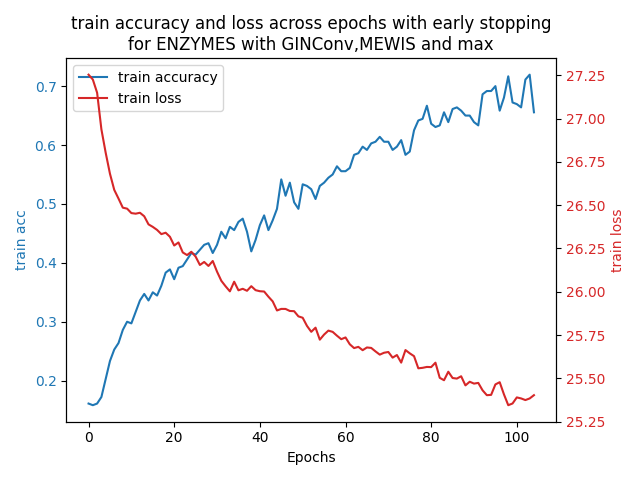 train accuracy and loss across epochs with early stopping
for ENZYMES with GINConv,MEWIS and max
train accuracy
train loss
0.7
0.6
0.5
0.4
0.3
0.2
train acc
27.25
27.00
26.75
26.50
26.25
26.00
25.75
25.50
25.25
train loss
0 20 40 60 80 100
Epochs